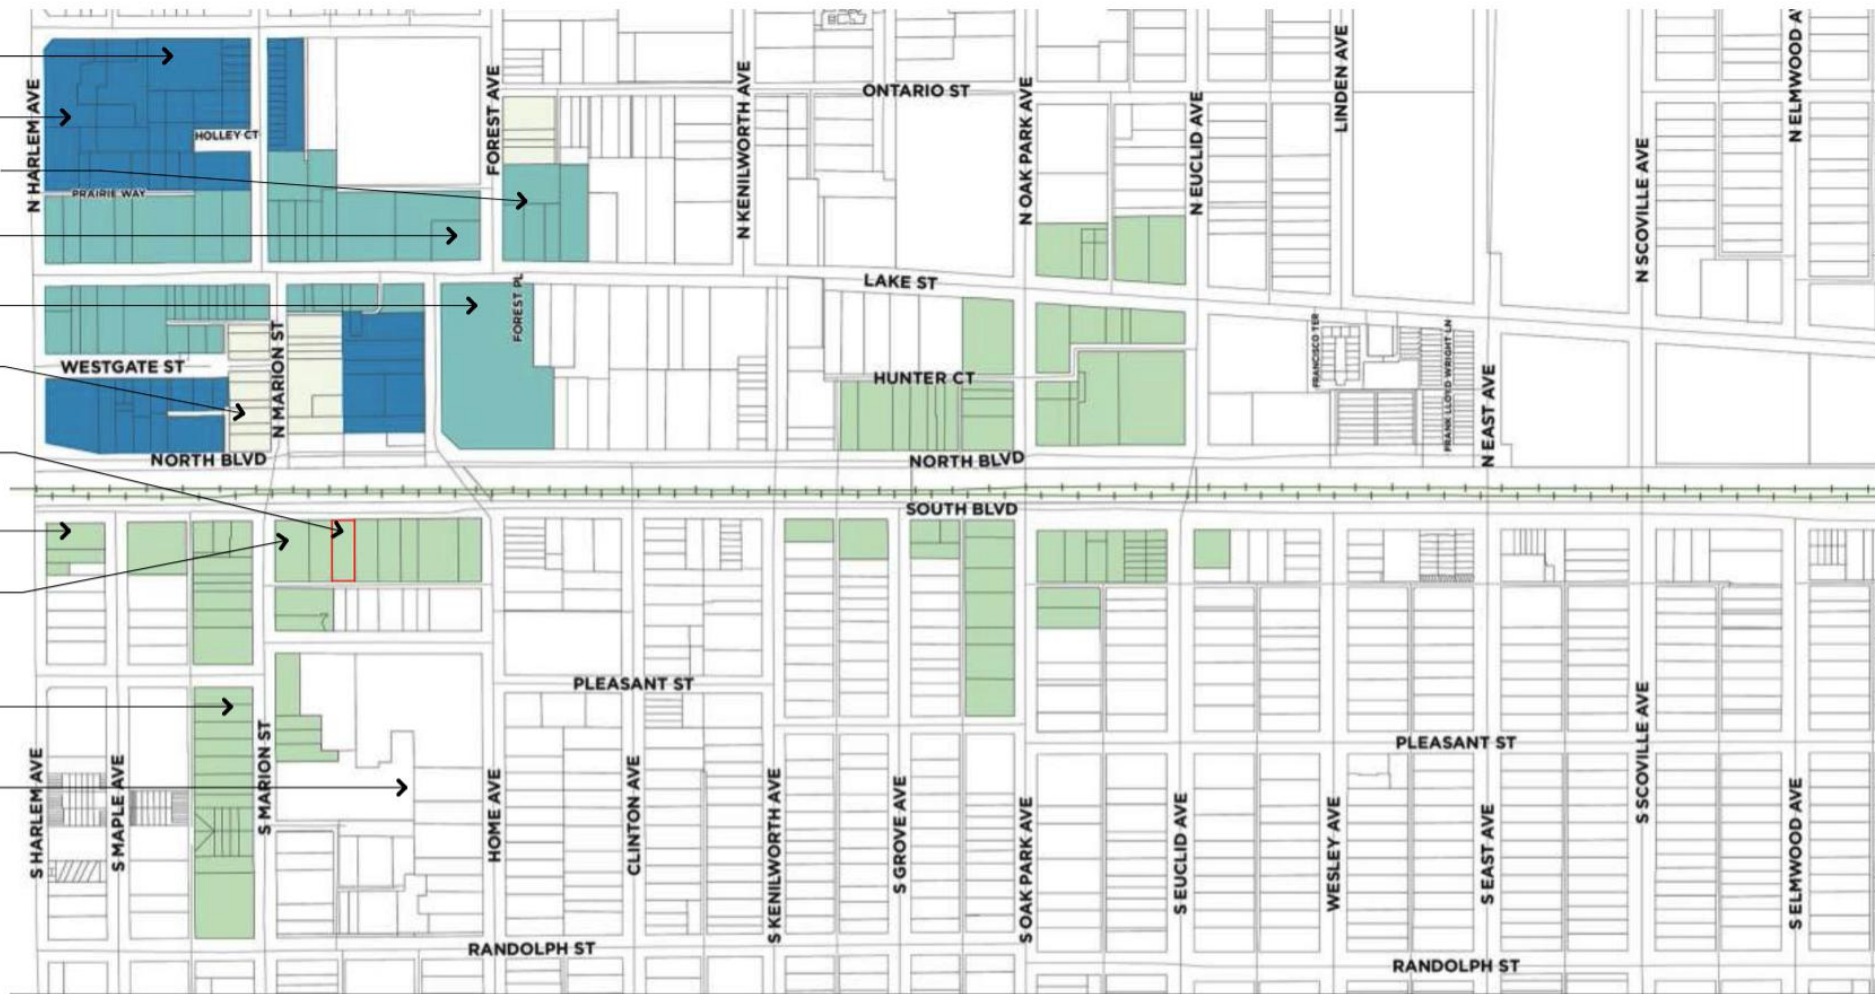 N HARLEM AVE
HOLLEY CT
PRAIRIE WAY
FOREST AVE
N KENILWORTH AVE
ONTARIO ST
N OAK PARK AVE
N EUCLID AVE
LINDEN AVE
N SCOVILLE AVE
N ELMWOOD
LAKE ST
FOREST PL
WESTGATE ST
N MARION ST
HUNTER CT
FRANCISCO TER
FRANK LLOYD WRIGHT LN
N EAST AVE
NORTH BLVD
NORTH BLVD
SOUTH BLVD
PLEASANT ST
PLEASANT ST
S HARLEM AVE
S MAPLE AVE
S MARION ST
HOME AVE
CLINTON AVE
S KENILWORTH AVE
S GROVE AVE
S OAK PARK AVE
S EUCLID AVE
WESLEY AVE
S EAST AVE
S SCOVILLE AVE
S ELMWOOD AVE
RANDOLPH ST
RANDOLPH ST